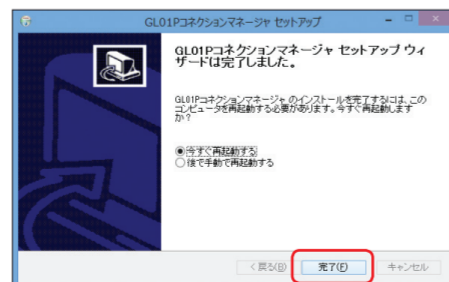 GL01Pコネクションマネージャ セットアップ
GL01Pコネクションマネージャ セットアップ ウィ
ザードは完了しました。
GL01Pコネクションマネージャ のインストールを完了するには、この
コンピュータを再起動する必要があります。今すぐ再起動します
か?
今すぐ再起動する
後で手動で再起動する
< 戻る(B)
完了(F)
キャンセル